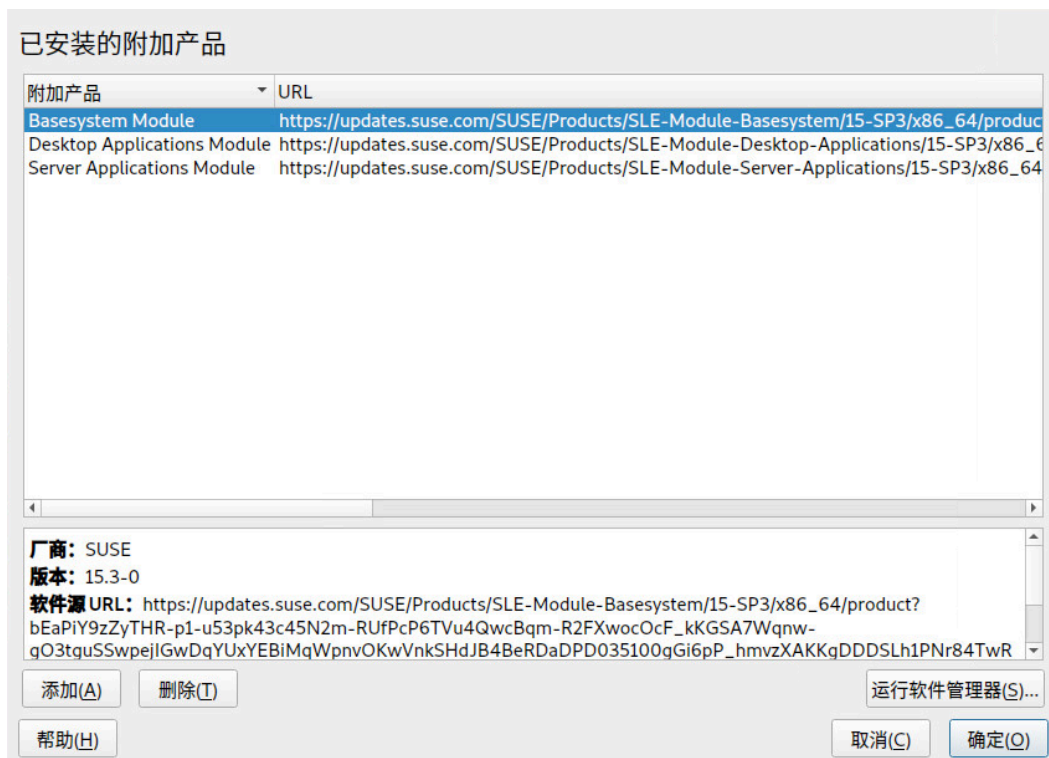 已安装的附加产品
附加产品 URL
Basesystem Module https://updates.suse.com/SUSE/Products/SLE-Module-Basesystem/15-SP3/x86_64/produc
Desktop Applications Module https://updates.suse.com/SUSE/Products/SLE-Module-Desktop-Applications/15-SP3/x86_6
Server Applications Module https://updates.suse.com/SUSE/Products/SLE-Module-Server-Applications/15-SP3/x86_64
厂商: SUSE
版本: 15.3-0
软件源 URL: https://updates.suse.com/SUSE/Products/SLE-Module-Basesystem/15-SP3/x86_64/product?
bEaPiY9zZyTHR-p1-u53pk43c45N2m-RUfPcP6TVu4QwcBqm-R2FXwocOcF_kKGSA7Wqnw-
gO3tguSSwpejIGwDqYUxYEBiMqWpnvOKwVnkSHdJB4BeRDaDPD035100gGi6pP_hmvzXAKKgDDDSLh1PNr84TwR
添加(A) 删除(T) 运行软件管理器(S)...
帮助(H) 取消(C) 确定(O)